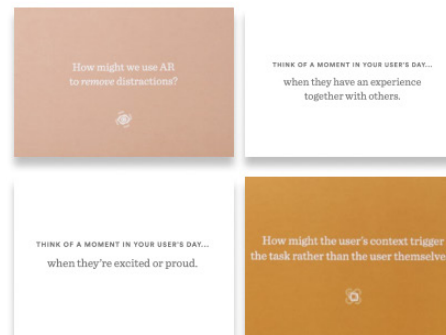 How might we use AR
to remove distractions?
THINK OF A MOMENT IN YOUR USER'S DAY...
when they have an experience
together with others.
THINK OF A MOMENT IN YOUR USER'S DAY...
when they're excited or proud.
How might the user's context trigger
the task rather than the user themselve